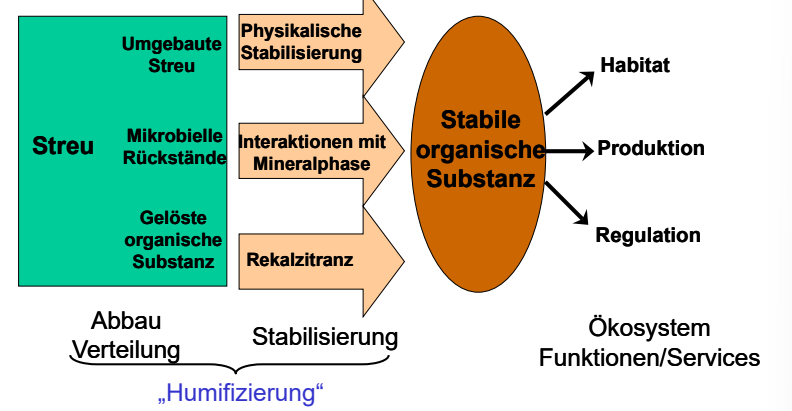 Streu
Umgebaute
Streu
Mikrobielle
Rückstände
Gelöste
organische
Substanz
Physikalische
Stabilisierung
Interaktionen mit
Mineralphase
Rekalzitranz
Stabile
organische
Substanz
Habitat
Produktion
Regulation
Abbau
Verteilung
Stabilisierung
„Humifizierung“
Ökosystem
Funktionen/Services